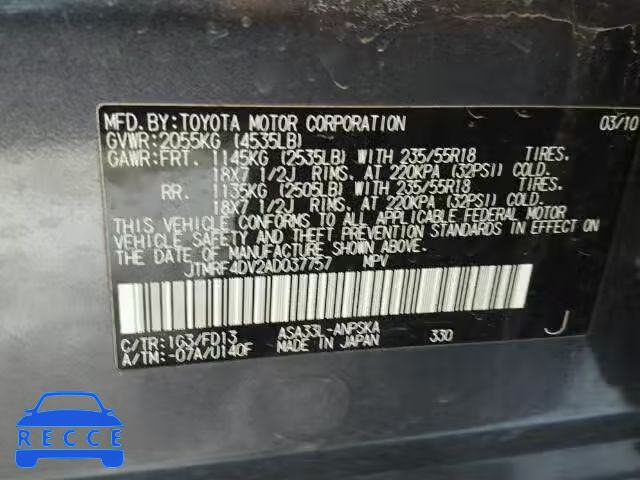 MFD. BY: TOYOTA MOTOR CORPORATION 03/10
GVWR: 2055KG (4535LB)
GAWR: FRT. 1145KG (2535LB) WITH 235/55R18 TIRES.
18X7 1/2J RIMS. AT 220KPA (32PSI) COLD.
RR. 1135KG (2505LB) WITH 235/55R18 TIRES.
18X7 1/2J RIMS. AT 220KPA (32PSI) COLD.
THIS VEHICLE CONFORMS TO ALL APPLICABLE FEDERAL MOTOR
VEHICLE SAFETY AND THEFT PREVENTION STANDARDS IN EFFECT ON
THE DATE OF MANUFACTURE SHOWN ABOVE.
JTMRF4DV2AD037757 MPV
C/TR: 1G3/FD13 ASA33L-ANPSKA 330 J
A/TM: -07A/U140F MADE IN JAPAN
RECCE